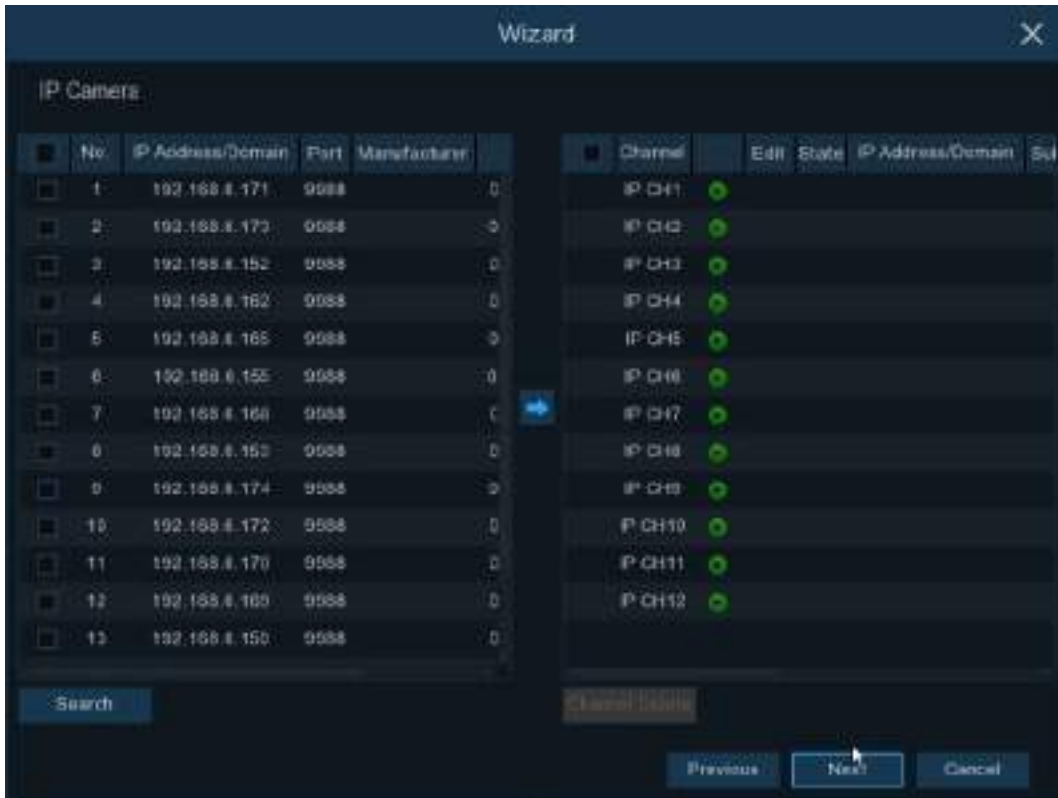 Wizard
IP Camera
No. IP Address/Domain Port Manufacturer
1 192.168.8.171 9988
2 192.168.8.173 9988
3 192.168.8.152 9988
4 192.168.8.162 9988
5 192.168.8.165 9988
6 192.168.8.155 9988
7 192.168.8.168 9988
8 9988
9 192.168.8.174 9988
10 192.168.8.172 9988
11 192.168.8.170 9988
12 192.168.8.169 9988
13 192.168.8.150 9988
Channel Edit State IP Address/Domain
IP CH1
IP CH2
IP CH3
IP CH4
IP CH5
IP CH6
IP CH7
IP CH8
IP CH9
IP CH10
IP CH11
IP CH12
Search
Channel Delete
Previous
Next
Cancel